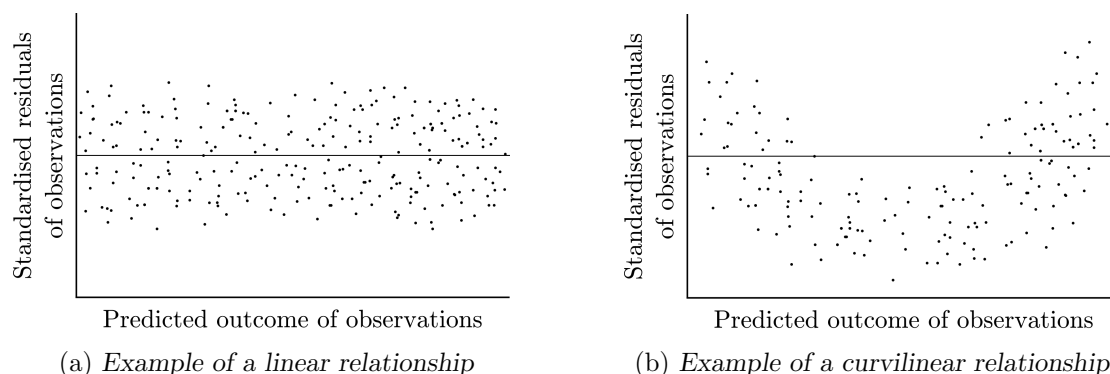 Standardised residuals
of observations
Predicted outcome of observations
(a) Example of a linear relationship
Standardised residuals
of observations
Predicted outcome of observations
(b) Example of a curvilinear relationship